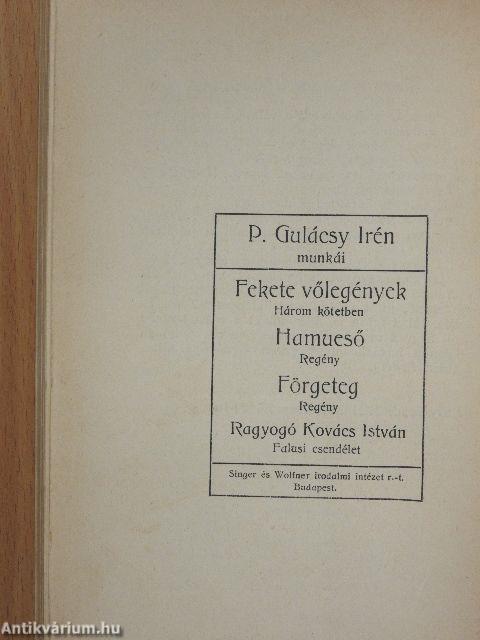 P. Gulácsy Irén
munkái
Fekete vőlegények
Három kötetben
Hamueső
Regény
Förgeteg
Regény
Ragyogó Kovács István
Falusi csendélet
Singer és Wolfner irodalmi intézet r.-t.
Budapest.
Antikvárium.hu